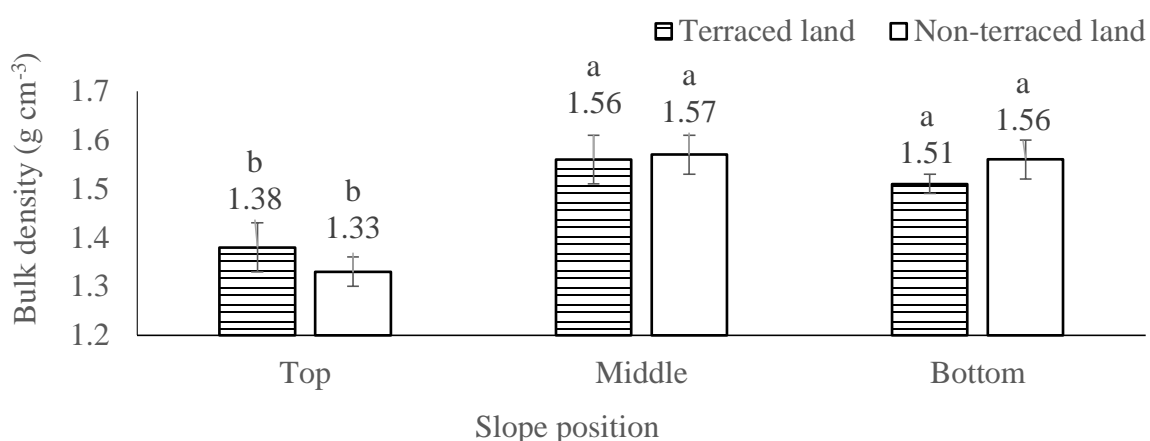 Terraced land Non-terraced land
Bulk density (g cm-3)
1.7
1.6
1.5
1.4
1.3
1.2
b
1.38
b
1.33
a
1.56
a
1.57
a
1.51
a
1.56
Top Middle Bottom
Slope position